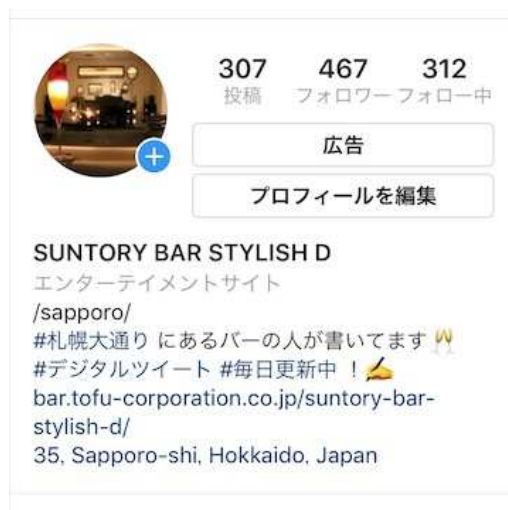 307 467 312
投稿 フォロワー フォロー中
広告
プロフィールを編集
SUNTORY BAR STYLISH D
エンターテイメントサイト
/sapporo/
#札幌大通り にあるバーの人が書いてます🥂
#デジタルツイート #毎日更新中 ！✍️
bar.tofu-corporation.co.jp/suntory-bar-
stylish-d/
35, Sapporo-shi, Hokkaido, Japan